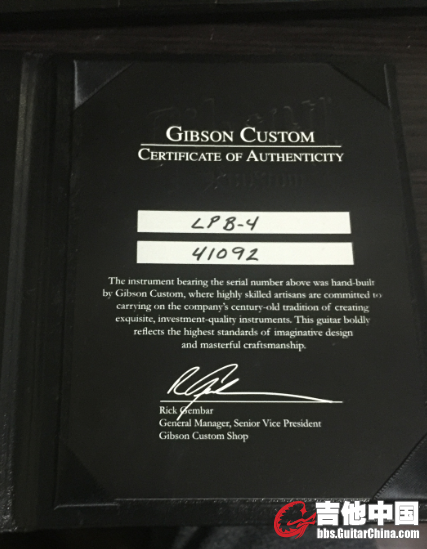 GIBSON CUSTOM
CERTIFICATE OF AUTHENTICITY
LPB-4
41092
The instrument bearing the serial number above was hand-built
by Gibson Custom, where highly skilled artisans are committed to
carrying on the company's century-old tradition of creating
exquisite, investment-quality instruments. This guitar boldly
reflects the highest standards of imaginative design
and masterful craftsmanship.
Rick Gembar
General Manager, Senior Vice President
Gibson Custom Shop
吉他中国
bbs.GuitarChina.com